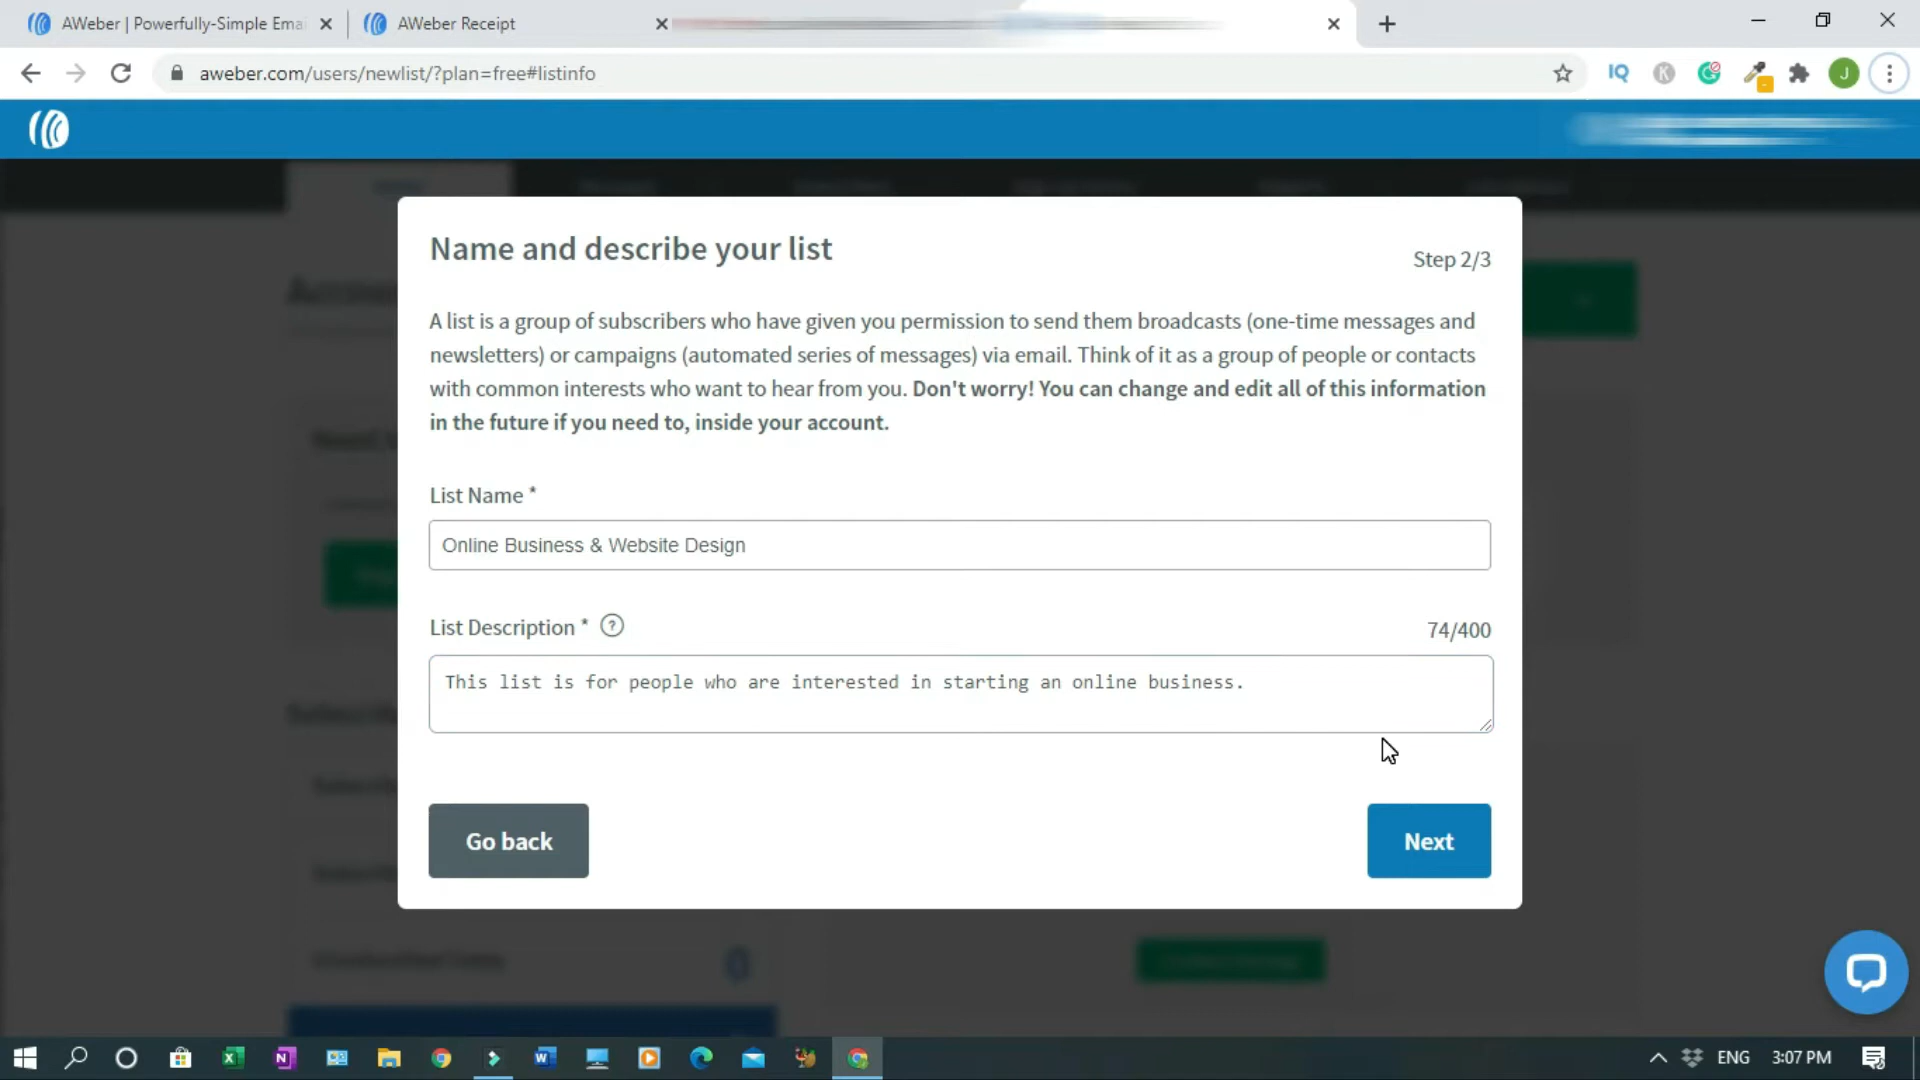 AWeber | Powerfully-Simple Emai
AWeber Receipt
aweber.com/users/newlist/?plan=free#listinfo
IQ
K
J
Name and describe your list
Step 2/3
A list is a group of subscribers who have given you permission to send them broadcasts (one-time messages and
newsletters) or campaigns (automated series of messages) via email. Think of it as a group of people or contacts
with common interests who want to hear from you. Don't worry! You can change and edit all of this information
in the future if you need to, inside your account.
List Name *
Online Business & Website Design
List Description * ?
74/400
This list is for people who are interested in starting an online business.
Go back
Next
ENG
3:07 PM